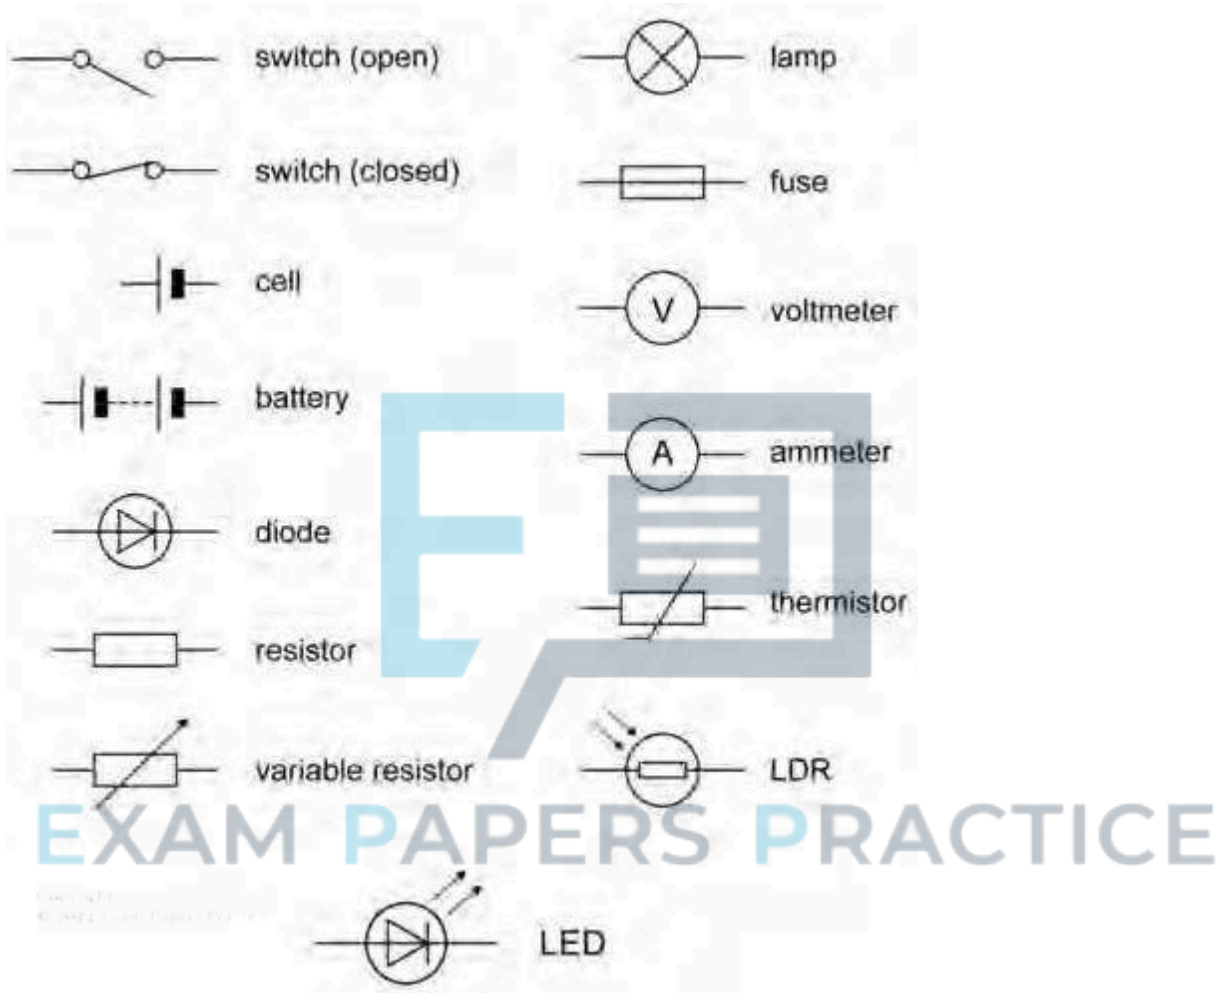 switch (open)
lamp
switch (closed)
fuse
cell
V
voltmeter
battery
A
ammeter
diode
thermistor
resistor
variable resistor
LDR
EXAM PAPERS PRACTICE
Copyright
LED